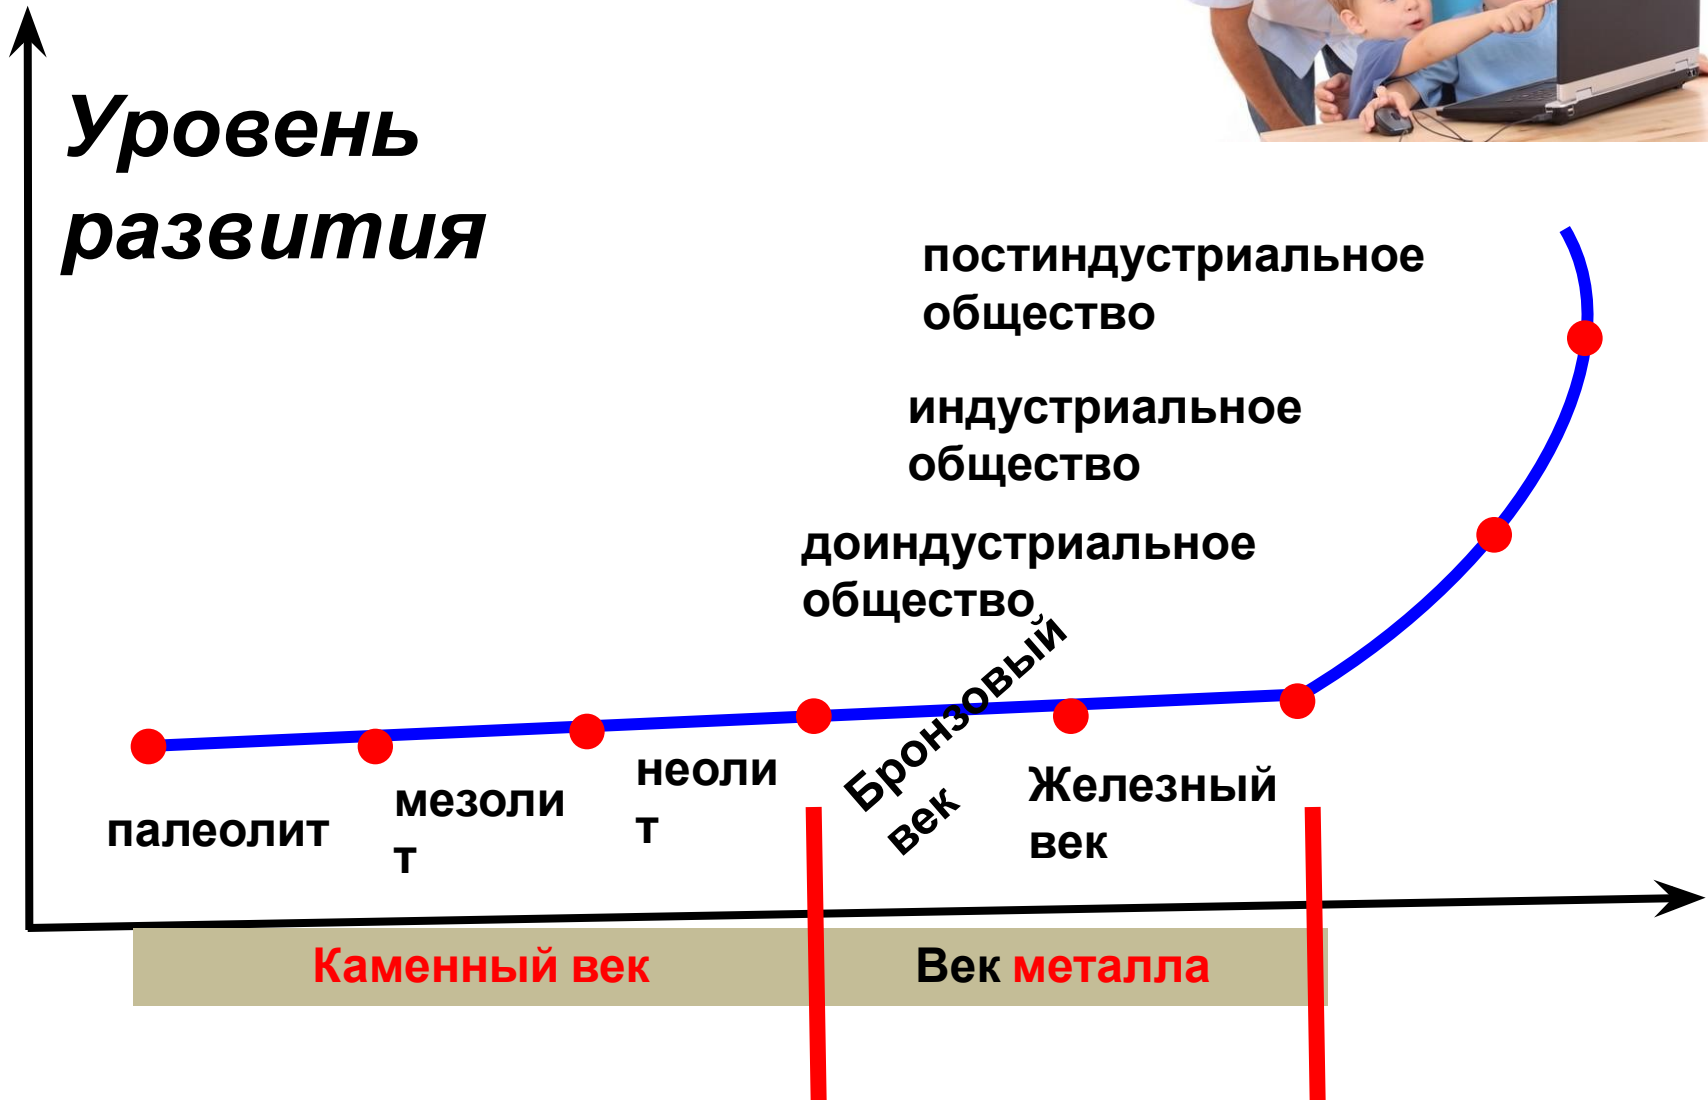 Уровень
развития
постиндустриальное
общество
индустриальное
общество
доиндустриальное
общество
палеолит
мезоли
т
неоли
т
Бронзовый
век
Железный
век
Каменный век
Век металла